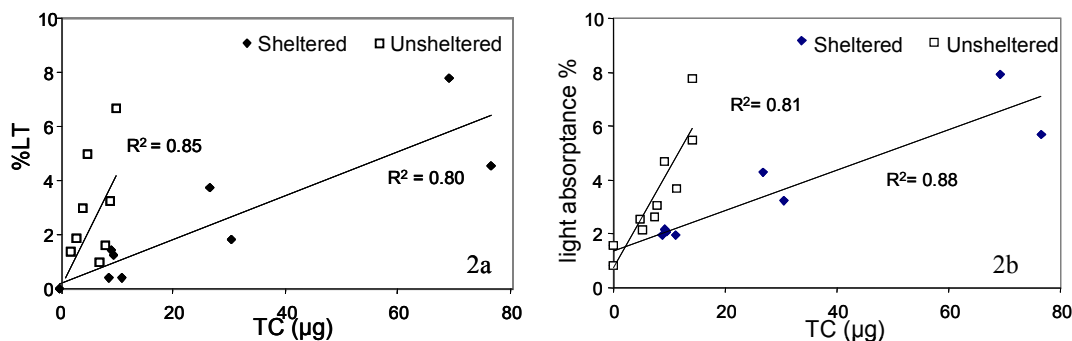 10
8
6
4
2
0
%LT
◆ Sheltered □ Unsheltered
R² = 0.85
R² = 0.80
2a
0 20 40 60 80
TC (µg)
10
8
6
4
2
0
light absorptance %
◆ Sheltered □ Unsheltered
R²= 0.81
R²= 0.88
2b
0 20 40 60 80
TC (µg)